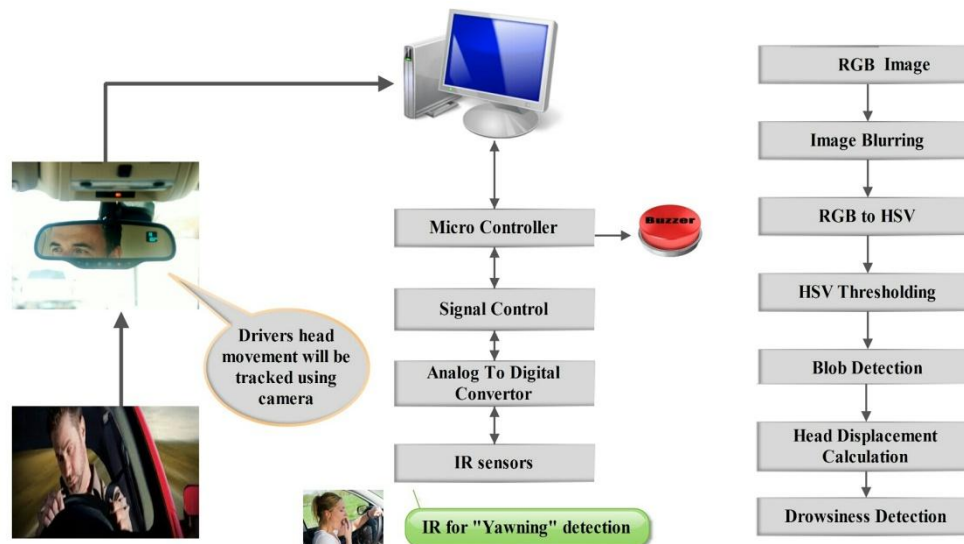 Drivers head
movement will be
tracked using
camera
Micro Controller
Buzzer
Signal Control
Analog To Digital
Convertor
IR sensors
IR for "Yawning" detection
RGB Image
Image Blurring
RGB to HSV
HSV Thresholding
Blob Detection
Head Displacement
Calculation
Drowsiness Detection